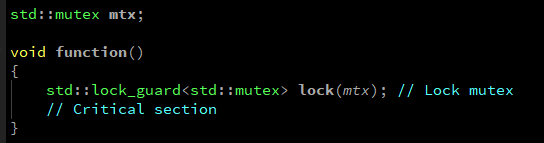 std::mutex mtx;
void function()
{
    std::lock_guard<std::mutex> lock(mtx); // Lock mutex
    // Critical section
}